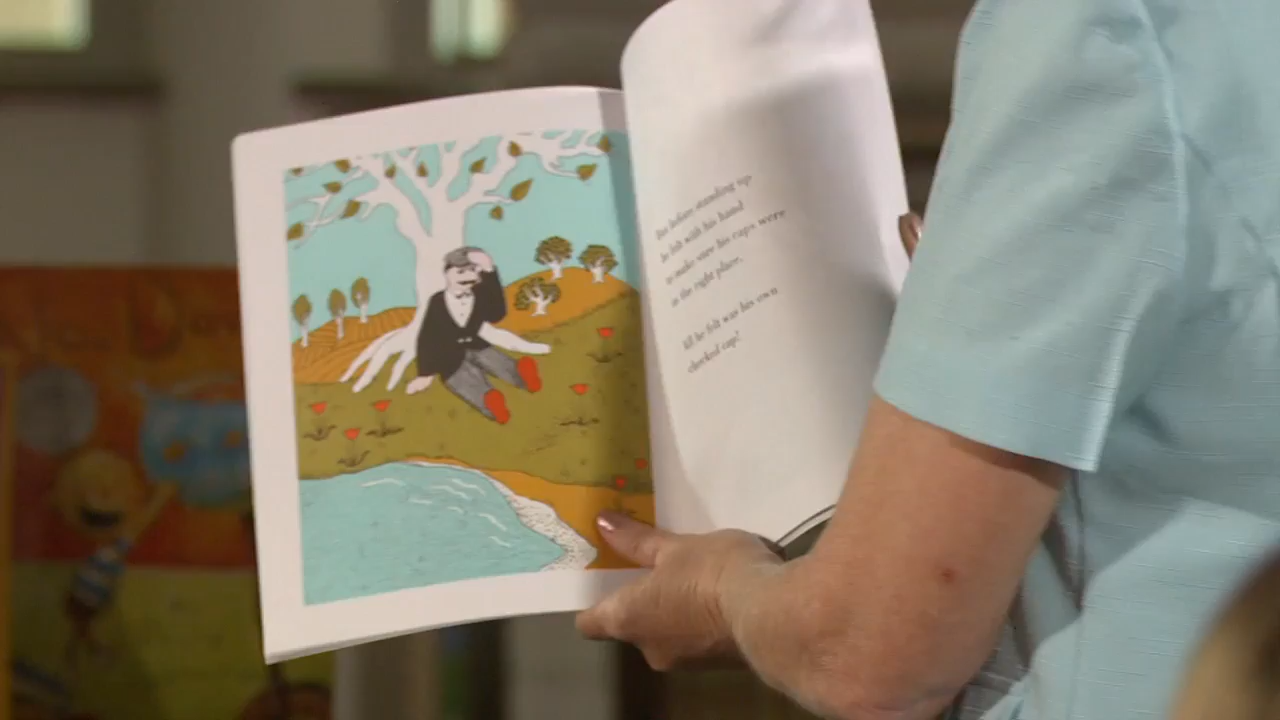 But before standing up
he felt with his hand
to make sure his caps were
in the right place.
All he felt was his own
checked cap!